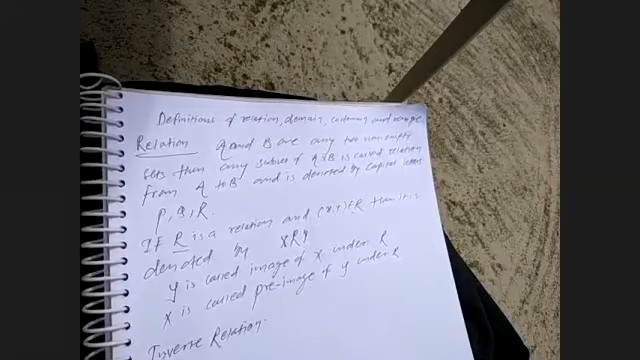 Definitions of relation, domain, codomain and range
Relation A and B are any two non-empty
sets then any subset of AXB is called relation
from A to B and is denoted by Capital letters
P, Q, R.
If R is a relation and (x,y)∈R then it is
denoted by xRy
y is called image of x under R
x is called pre-image of y under R
Inverse Relation: